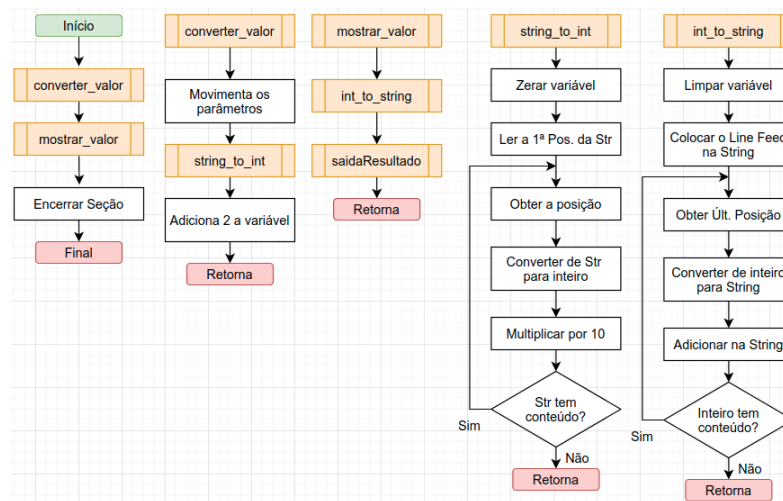 Início
converter_valor
mostrar_valor
Encerrar Seção
Final
converter_valor
Movimenta os
parâmetros
string_to_int
Adiciona 2 a variável
Retorna
mostrar_valor
int_to_string
saidaResultado
Retorna
string_to_int
Zerar variável
Ler a 1ª Pos. da Str
Obter a posição
Converter de Str
para inteiro
Multiplicar por 10
Str tem
conteúdo?
Sim
Não
Retorna
int_to_string
Limpar variável
Colocar o Line Feed
na String
Obter Últ. Posição
Converter de inteiro
para String
Adicionar na String
Inteiro tem
conteúdo?
Sim
Não
Retorna